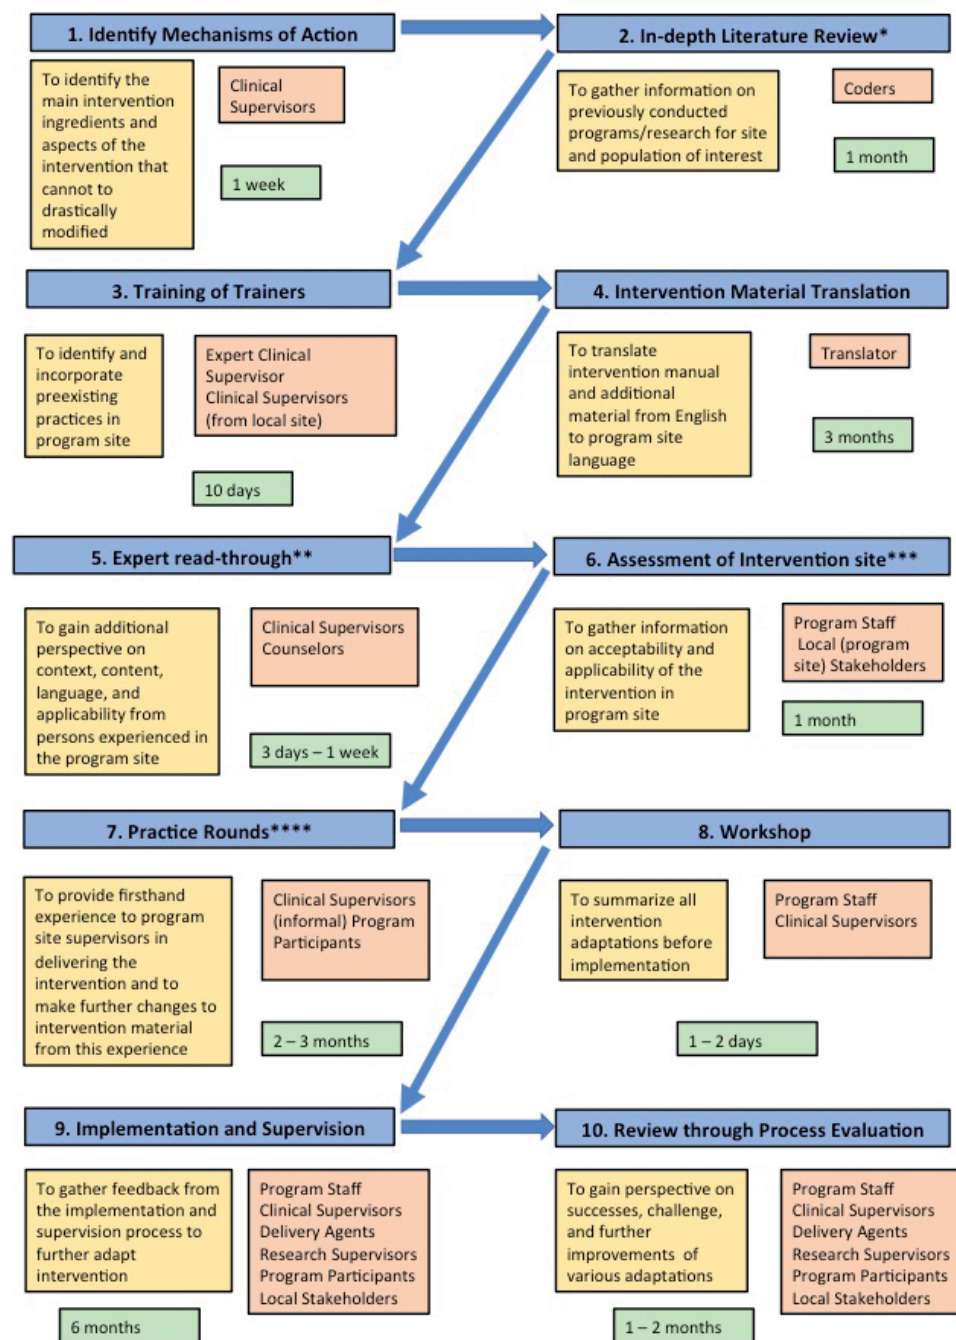 1. Identify Mechanisms of Action
To identify the
main intervention
ingredients and
aspects of the
intervention that
cannot to
drastically
modified
Clinical
Supervisors
1 week
2. In-depth Literature Review*
To gather information on
previously conducted
programs/research for site
and population of interest
Coders
1 month
3. Training of Trainers
To identify and
incorporate
preexisting
practices in
program site
Expert Clinical
Supervisor
Clinical Supervisors
(from local site)
10 days
4. Intervention Material Translation
To translate
intervention manual
and additional
material from English
to program site
language
Translator
3 months
5. Expert read-through**
To gain additional
perspective on
context, content,
language, and
applicability from
persons experienced in
the program site
Clinical Supervisors
Counselors
3 days – 1 week
6. Assessment of Intervention site***
To gather information
on acceptability and
applicability of the
intervention in
program site
Program Staff
Local (program
site) Stakeholders
1 month
7. Practice Rounds****
To provide firsthand
experience to program
site supervisors in
delivering the
intervention and to
make further changes to
intervention material
from this experience
Clinical Supervisors
(informal) Program
Participants
2 – 3 months
8. Workshop
To summarize all
intervention
adaptations before
implementation
Program Staff
Clinical Supervisors
1 – 2 days
9. Implementation and Supervision
To gather feedback from
the implementation and
supervision process to
further adapt
intervention
Program Staff
Clinical Supervisors
Delivery Agents
Research Supervisors
Program Participants
Local Stakeholders
6 months
10. Review through Process Evaluation
To gain perspective on
successes, challenge,
and further
improvements of
various adaptations
Program Staff
Clinical Supervisors
Delivery Agents
Research Supervisors
Program Participants
Local Stakeholders
1 – 2 months